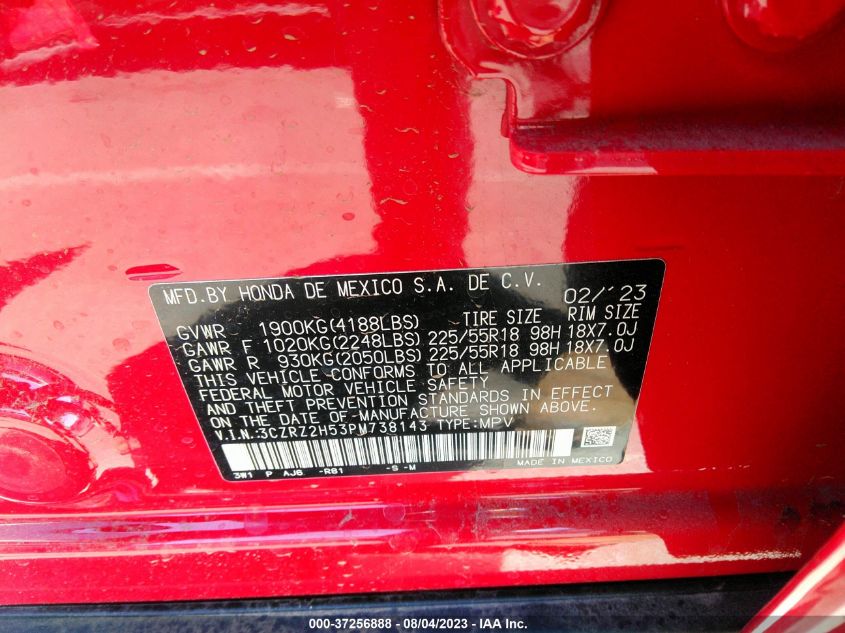 MFD.BY HONDA DE MEXICO S.A. DE C.V. 02/'23
GVWR 1900KG(4188LBS) TIRE SIZE RIM SIZE
GAWR F 1020KG(2248LBS) 225/55R18 98H 18X7.0J
GAWR R 930KG(2050LBS) 225/55R18 98H 18X7.0J
THIS VEHICLE CONFORMS TO ALL APPLICABLE
FEDERAL MOTOR VEHICLE SAFETY
AND THEFT PREVENTION STANDARDS IN EFFECT
ON THE DATE OF MANUFACTURE SHOWN ABOVE.
V.I.N.:3CZRZ2H53PM738143 TYPE:MPV
3W1 P AJ6 -R81 -S -M MADE IN MEXICO
000-37256888 - 08/04/2023 - IAA Inc.